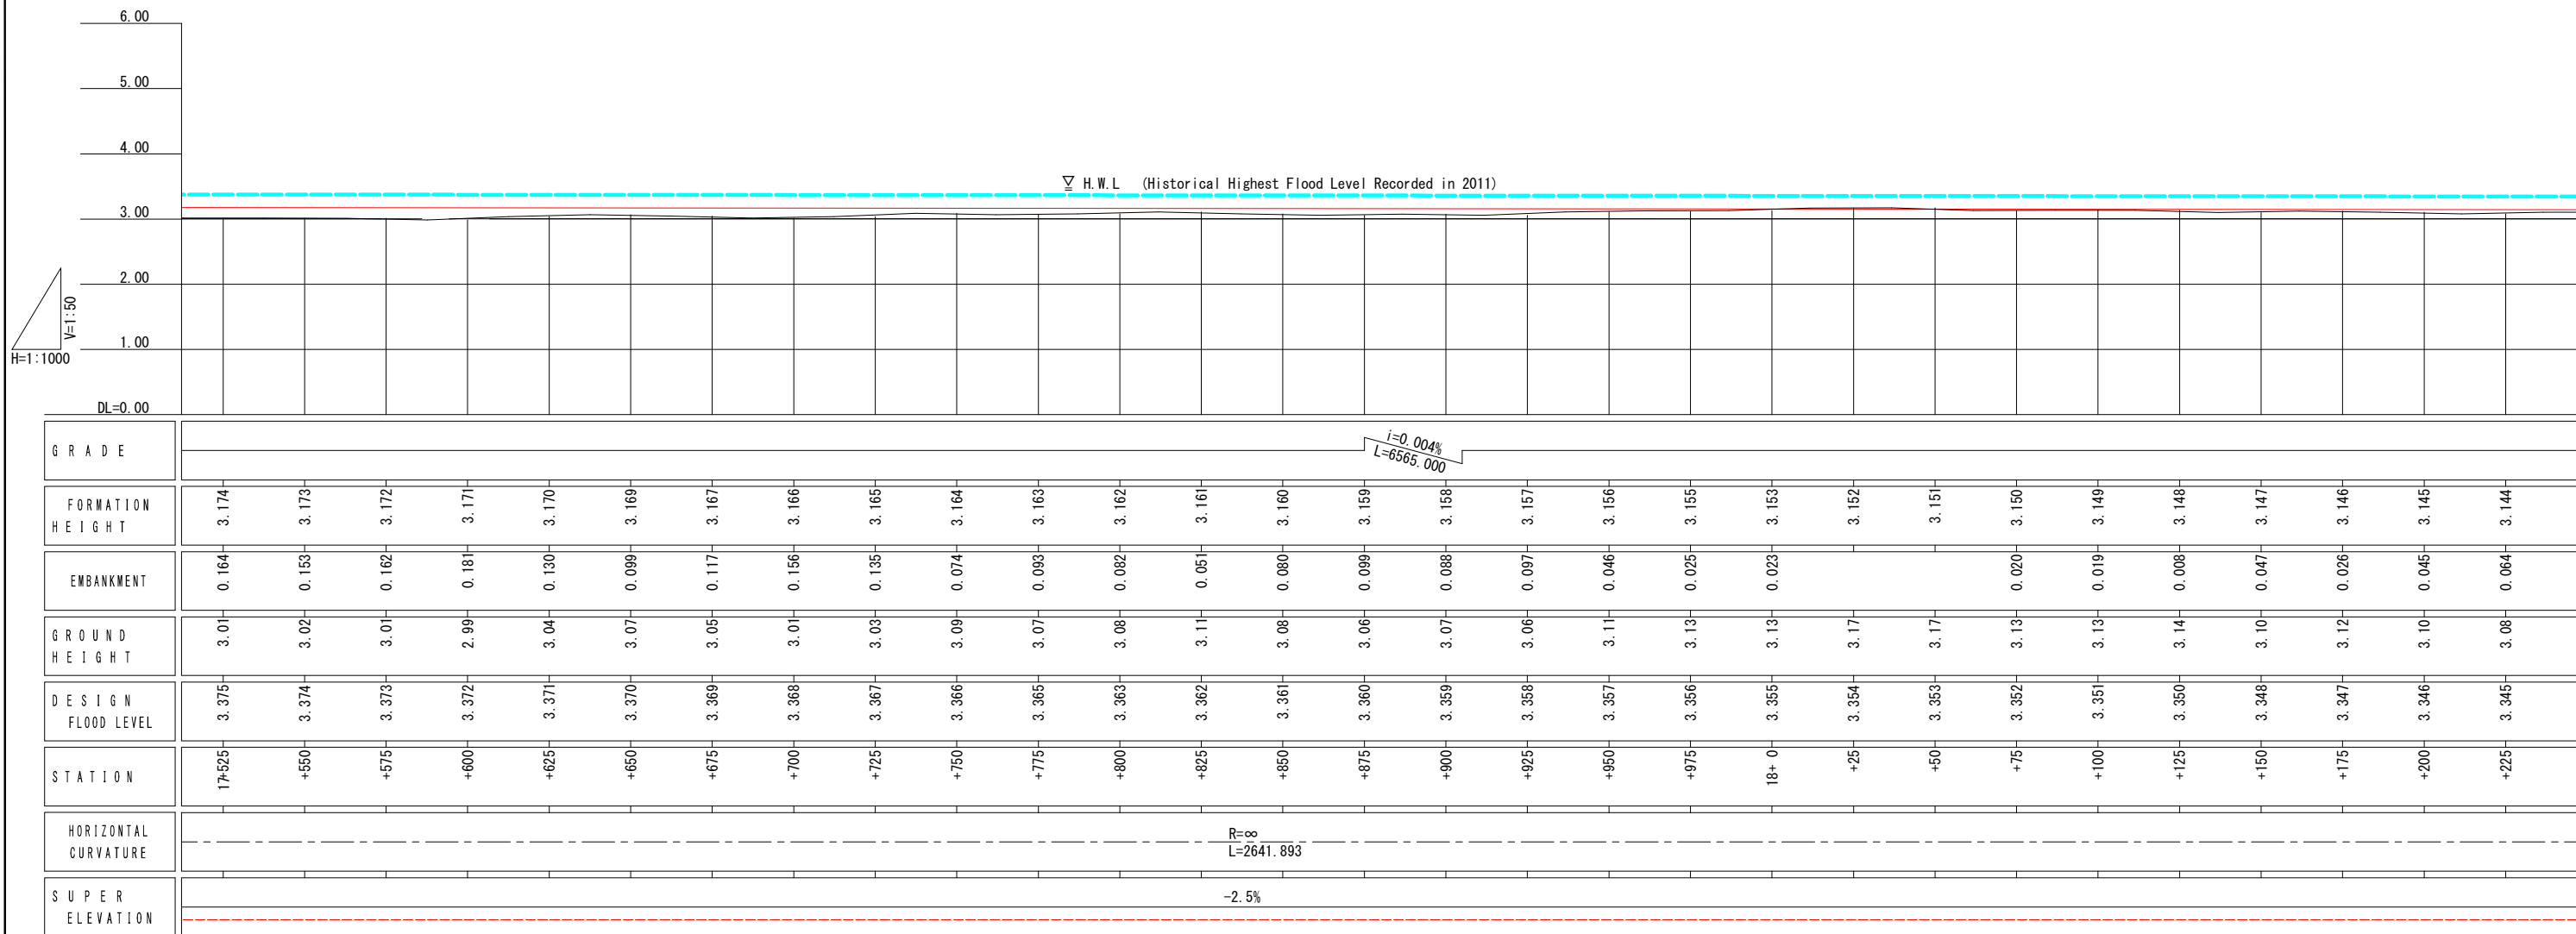 6.00
5.00
4.00
H.W.L (Historical Highest Flood Level Recorded in 2011)
3.00
2.00
V=1:50
1.00
H=1:1000
DL=0.00
GRADE
i=0.004%
L=6565.000
FORMATION
HEIGHT
3.174 3.173 3.172 3.171 3.170 3.169 3.167 3.166 3.165 3.164 3.163 3.162 3.161 3.160 3.159 3.158 3.157 3.156 3.155 3.153 3.152 3.151 3.150 3.149 3.148 3.147 3.146 3.145 3.144
EMBANKMENT
0.164 0.153 0.162 0.181 0.130 0.099 0.117 0.156 0.135 0.074 0.093 0.082 0.051 0.080 0.099 0.088 0.097 0.046 0.025 0.023 0.020 0.019 0.008 0.047 0.026 0.045 0.064
GROUND
HEIGHT
3.01 3.02 3.01 2.99 3.04 3.07 3.05 3.01 3.03 3.09 3.07 3.08 3.11 3.08 3.06 3.07 3.06 3.11 3.13 3.13 3.17 3.17 3.13 3.13 3.14 3.10 3.12 3.10 3.08
DESIGN
FLOOD LEVEL
3.375 3.374 3.373 3.372 3.371 3.370 3.369 3.368 3.367 3.366 3.365 3.363 3.362 3.361 3.360 3.359 3.358 3.357 3.356 3.355 3.354 3.353 3.352 3.351 3.350 3.348 3.347 3.346 3.345
STATION
17+525 +550 +575 +600 +625 +650 +675 +700 +725 +750 +775 +800 +825 +850 +875 +900 +925 +950 +975 18+ 0 +25 +50 +75 +100 +125 +150 +175 +200 +225
HORIZONTAL
CURVATURE
R=∞
L=2641.893
SUPER
ELEVATION
-2.5%